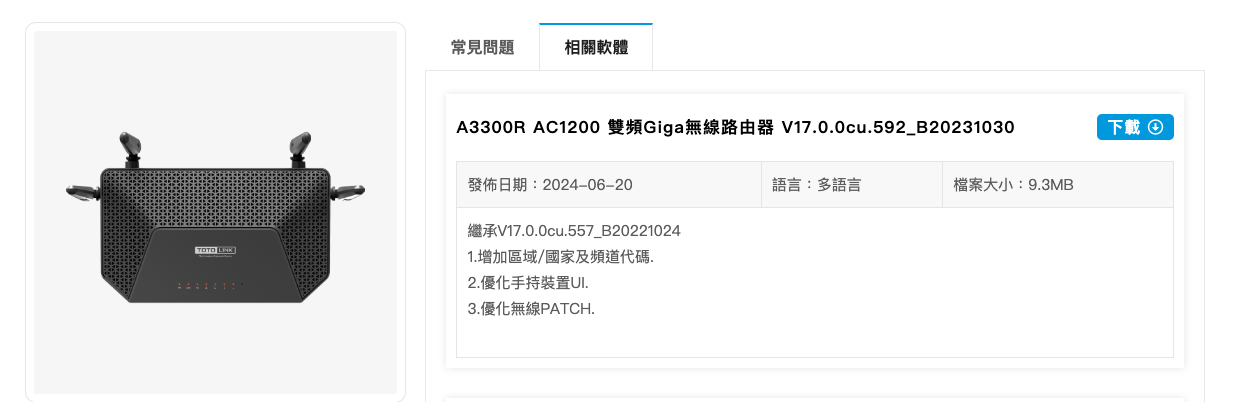 常見問題
相關軟體
A3300R AC1200 雙頻Giga無線路由器 V17.0.0cu.592_B20231030
下載
發佈日期：2024-06-20
語言：多語言
檔案大小：9.3MB
繼承V17.0.0cu.557_B20221024
1.增加區域/國家及頻道代碼.
2.優化手持裝置UI.
3.優化無線PATCH.
TOTO LINK